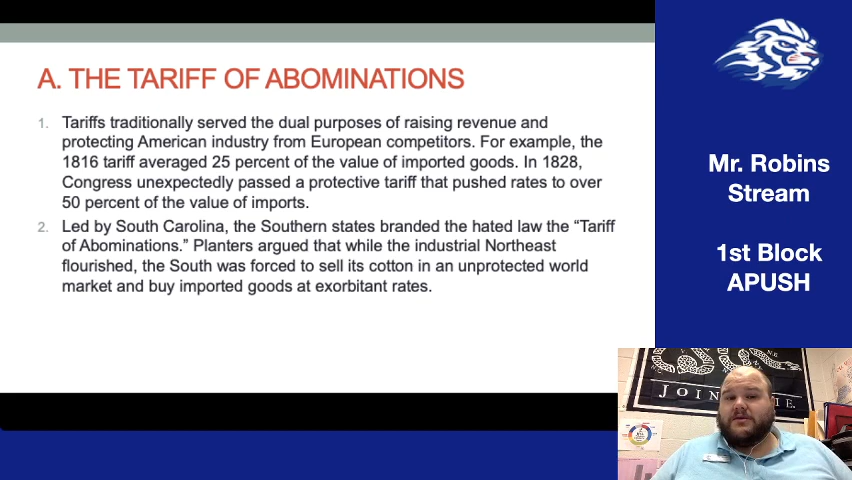 A. THE TARIFF OF ABOMINATIONS
1. Tariffs traditionally served the dual purposes of raising revenue and
protecting American industry from European competitors. For example, the
1816 tariff averaged 25 percent of the value of imported goods. In 1828,
Congress unexpectedly passed a protective tariff that pushed rates to over
50 percent of the value of imports.
2. Led by South Carolina, the Southern states branded the hated law the “Tariff
of Abominations.” Planters argued that while the industrial Northeast
flourished, the South was forced to sell its cotton in an unprotected world
market and buy imported goods at exorbitant rates.
Mr. Robins
Stream
1st Block
APUSH
N.E.
JOIN
IE.